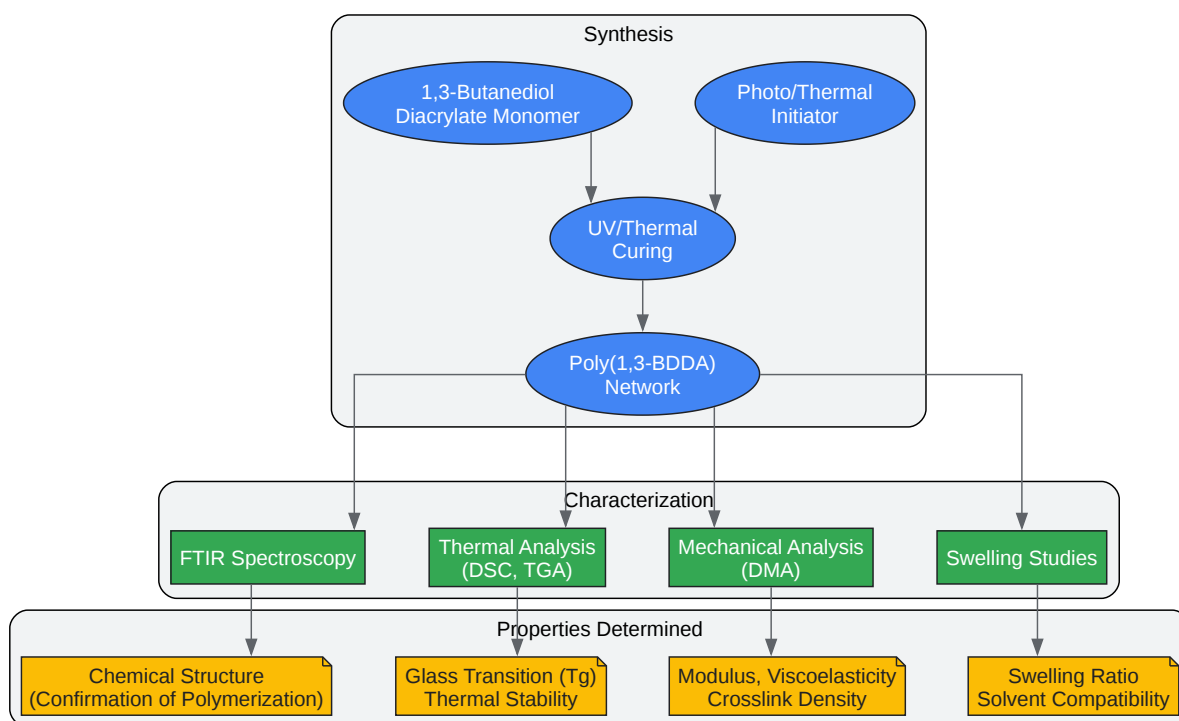 Synthesis
1,3-Butanediol
Diacrylate Monomer
Photo/Thermal
Initiator
UV/Thermal
Curing
Poly(1,3-BDDA)
Network
Characterization
FTIR Spectroscopy
Thermal Analysis
(DSC, TGA)
Mechanical Analysis
(DMA)
Swelling Studies
Properties Determined
Chemical Structure
(Confirmation of Polymerization)
Glass Transition (Tg)
Thermal Stability
Modulus, Viscoelasticity
Crosslink Density
Swelling Ratio
Solvent Compatibility